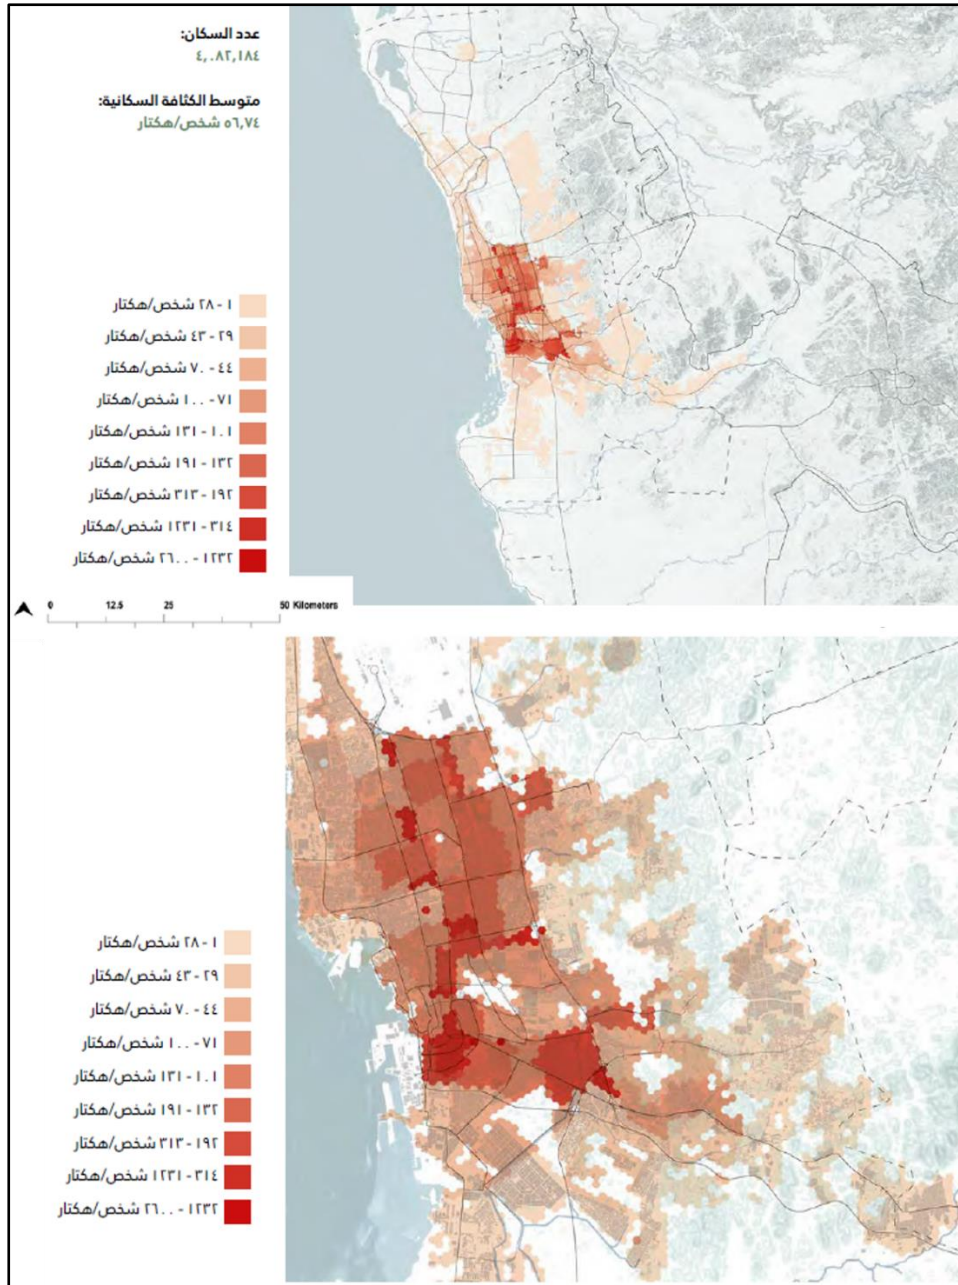 عدد السكان:
٤,٠٨٢,١٨٤
متوسط الكثافة السكانية:
٥٦,٧٤ شخص/هكتار
١ - ٢٨ شخص/هكتار
٢٩ - ٤٣ شخص/هكتار
٤٤ - ٧٠ شخص/هكتار
٧١ - ١٠٠ شخص/هكتار
١٠١ - ١٣١ شخص/هكتار
١٣٢ - ١٩١ شخص/هكتار
١٩٢ - ٣١٣ شخص/هكتار
٣١٤ - ١٢٣١ شخص/هكتار
١٢٣٢ - ٢٦٠٠ شخص/هكتار
0 12.5 25 50 Kilometers
١ - ٢٨ شخص/هكتار
٢٩ - ٤٣ شخص/هكتار
٤٤ - ٧٠ شخص/هكتار
٧١ - ١٠٠ شخص/هكتار
١٠١ - ١٣١ شخص/هكتار
١٣٢ - ١٩١ شخص/هكتار
١٩٢ - ٣١٣ شخص/هكتار
٣١٤ - ١٢٣١ شخص/هكتار
١٢٣٢ - ٢٦٠٠ شخص/هكتار